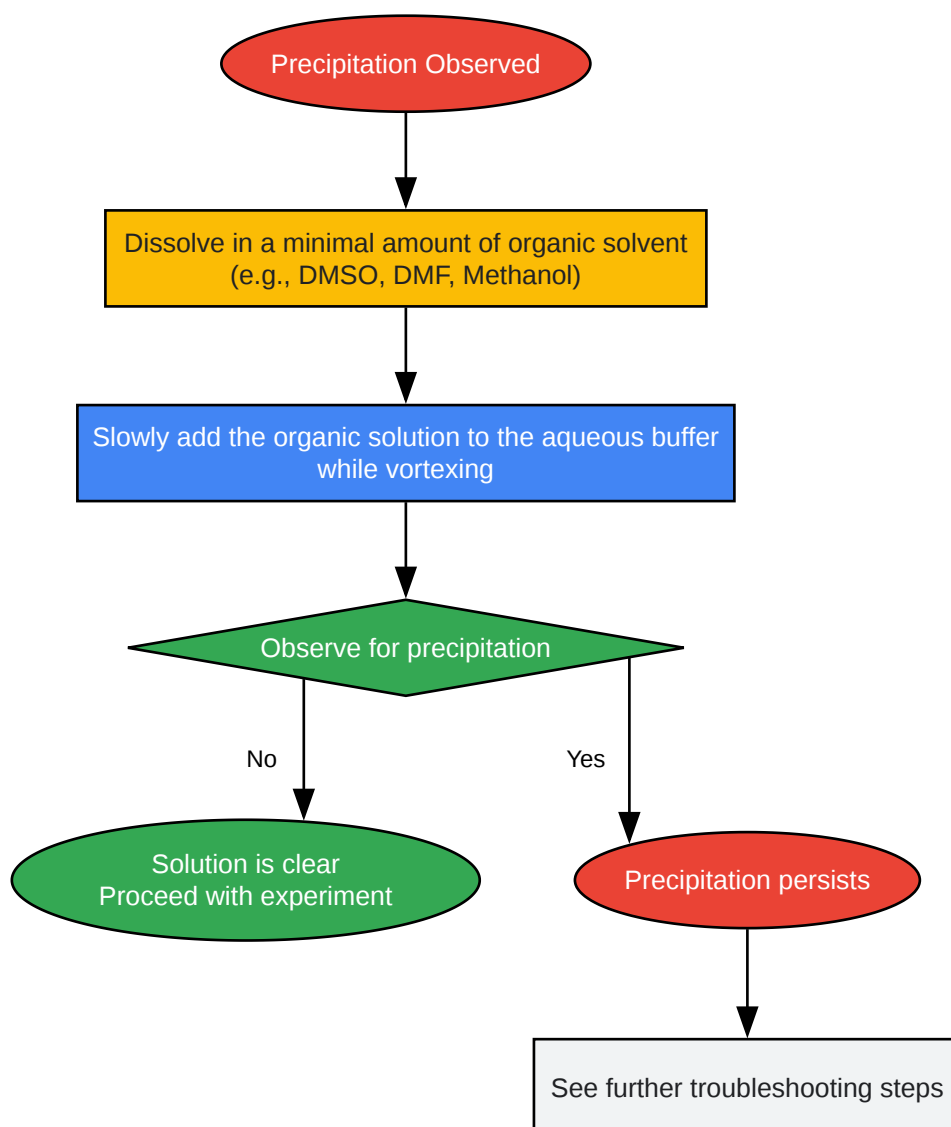 Precipitation Observed
Dissolve in a minimal amount of organic solvent
(e.g., DMSO, DMF, Methanol)
Slowly add the organic solution to the aqueous buffer
while vortexing
Observe for precipitation
No
Yes
Solution is clear
Proceed with experiment
Precipitation persists
See further troubleshooting steps